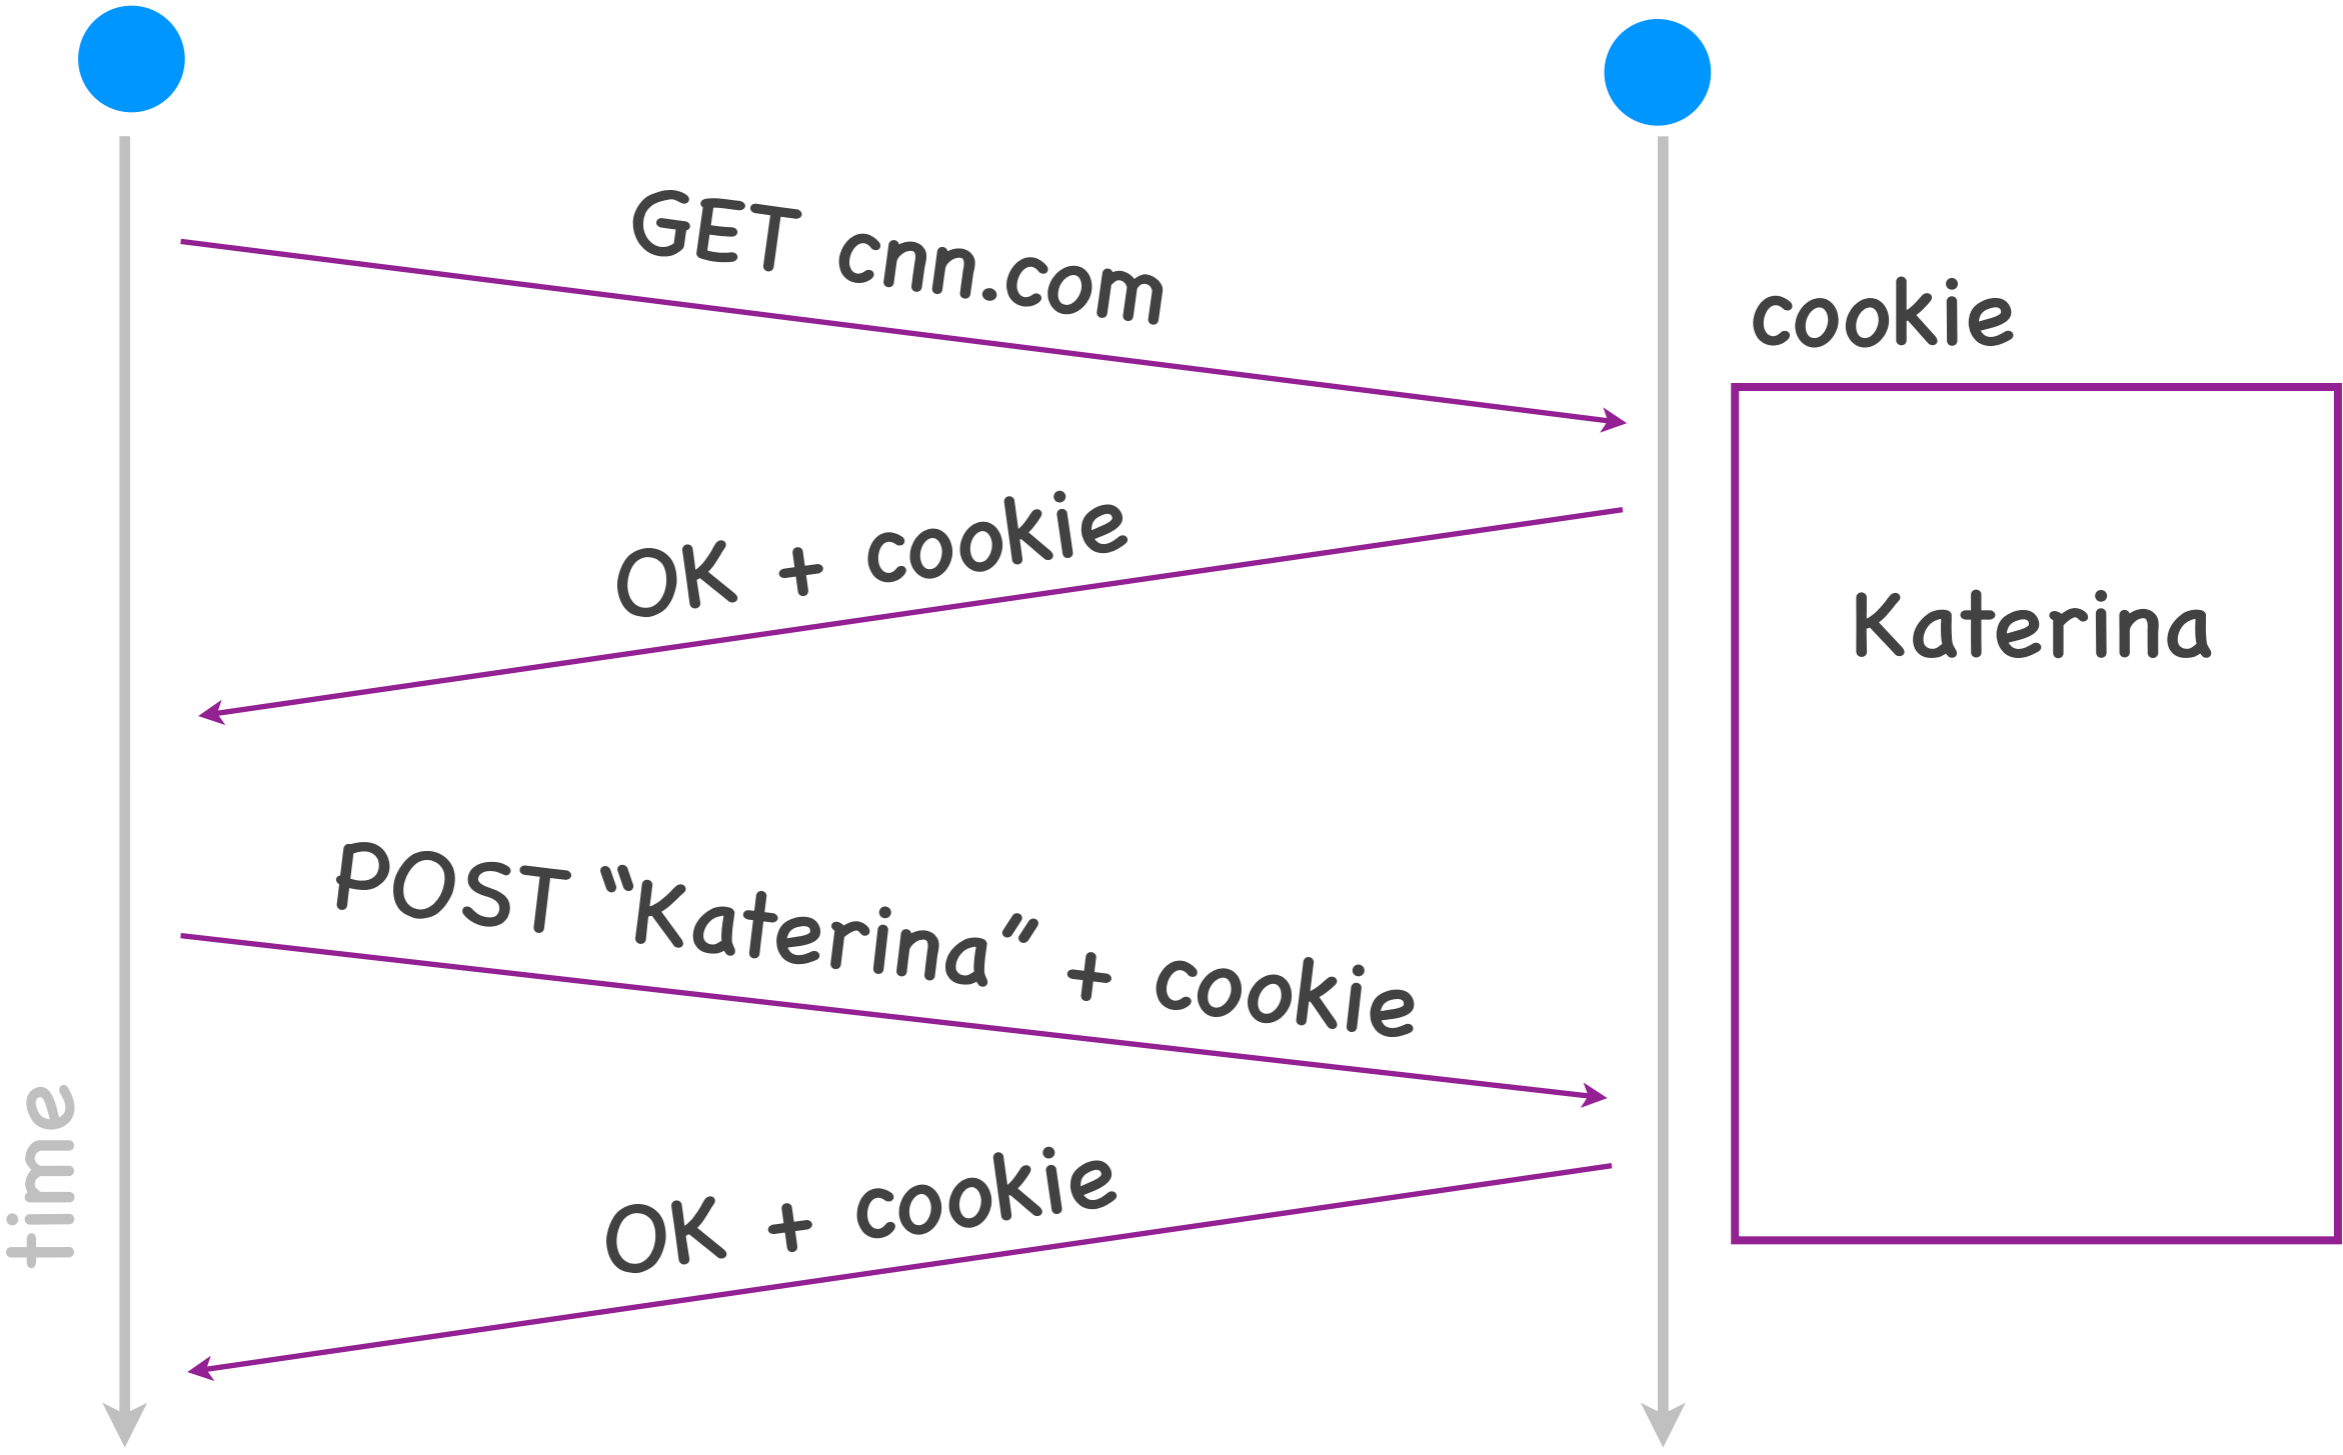 GET cnn.com
cookie
OK + cookie
Katerina
POST “Katerina” + cookie
OK + cookie
time